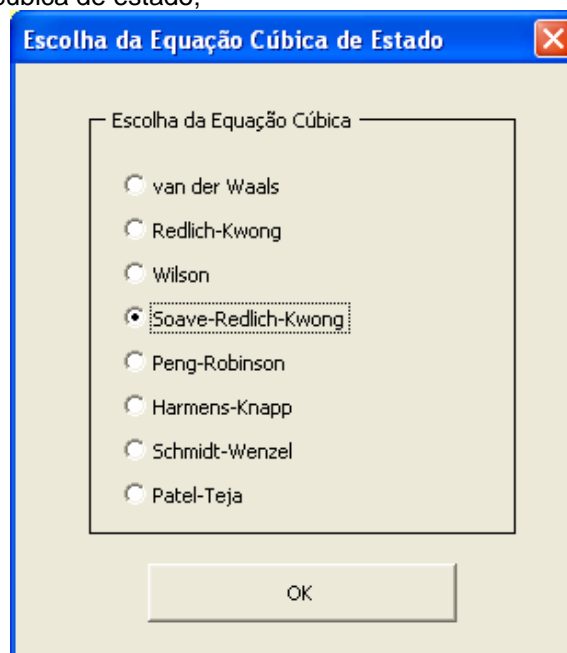 cúbica de estado;
Escolha da Equação Cúbica de Estado
Escolha da Equação Cúbica
van der Waals
Redlich-Kwong
Wilson
Soave-Redlich-Kwong
Peng-Robinson
Harmens-Knapp
Schmidt-Wenzel
Patel-Teja
OK